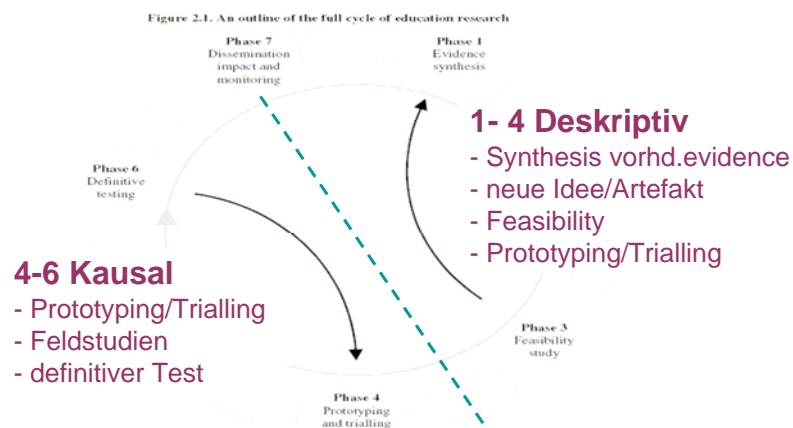 Figure 2.1. An outline of the full cycle of education research
Phase 7
Dissemination
impact and
monitoring
Phase 1
Evidence
synthesis
1- 4 Deskriptiv
- Synthesis vorhd.evidence
- neue Idee/Artefakt
- Feasibility
- Prototyping/Trialling
Phase 6
Definitive
testing
4-6 Kausal
- Prototyping/Trialling
- Feldstudien
- definitiver Test
Phase 3
Feasibility
study
Phase 4
Prototyping
and trialling